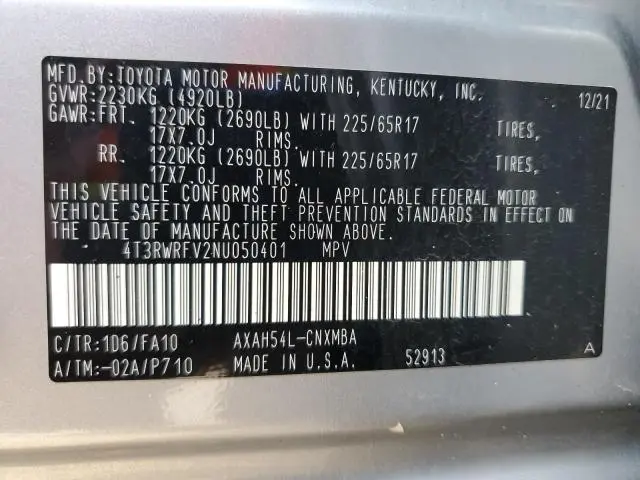 MFD.BY:TOYOTA MOTOR MANUFACTURING, KENTUCKY, INC. 12/21
GVWR:2230KG (4920LB)
GAWR:FRT. 1220KG (2690LB) WITH 225/65R17 TIRES,
17X7.0J RIMS.
RR. 1220KG (2690LB) WITH 225/65R17 TIRES,
17X7.0J RIMS.
THIS VEHICLE CONFORMS TO ALL APPLICABLE FEDERAL MOTOR
VEHICLE SAFETY AND THEFT PREVENTION STANDARDS IN EFFECT ON
THE DATE OF MANUFACTURE SHOWN ABOVE.
4T3RWRFV2NU050401 MPV
C/TR:1D6/FA10 AXAH54L-CNXMBA
A/TM:-02A/P710 MADE IN U.S.A. 52913 A